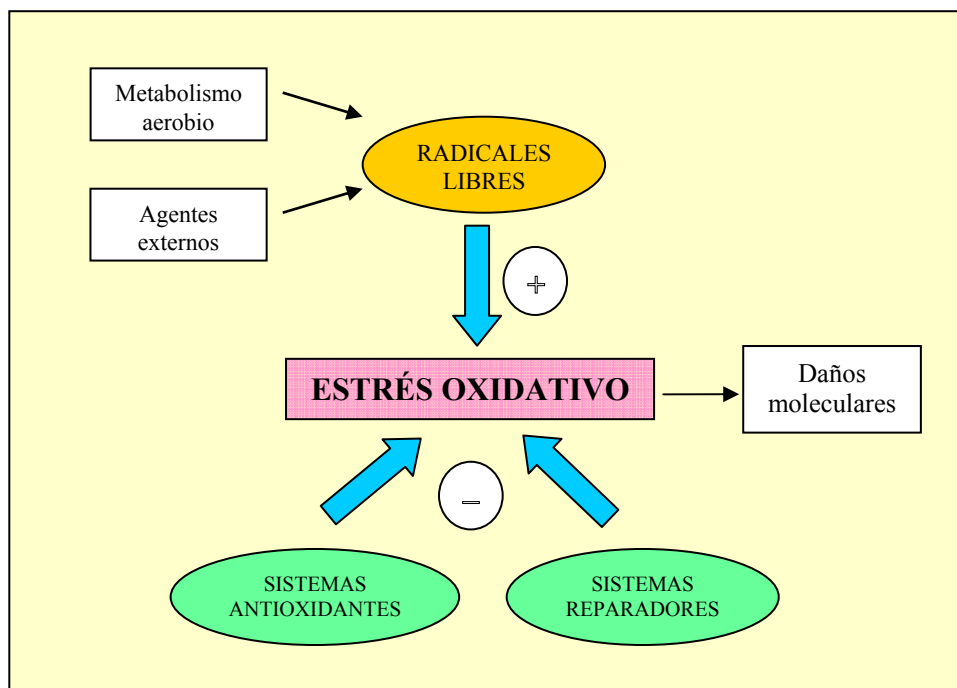 Metabolismo
aerobio
RADICALES
LIBRES
Agentes
externos
+
ESTRÉS OXIDATIVO
Daños
moleculares
–
SISTEMAS
ANTIOXIDANTES
SISTEMAS
REPARADORES